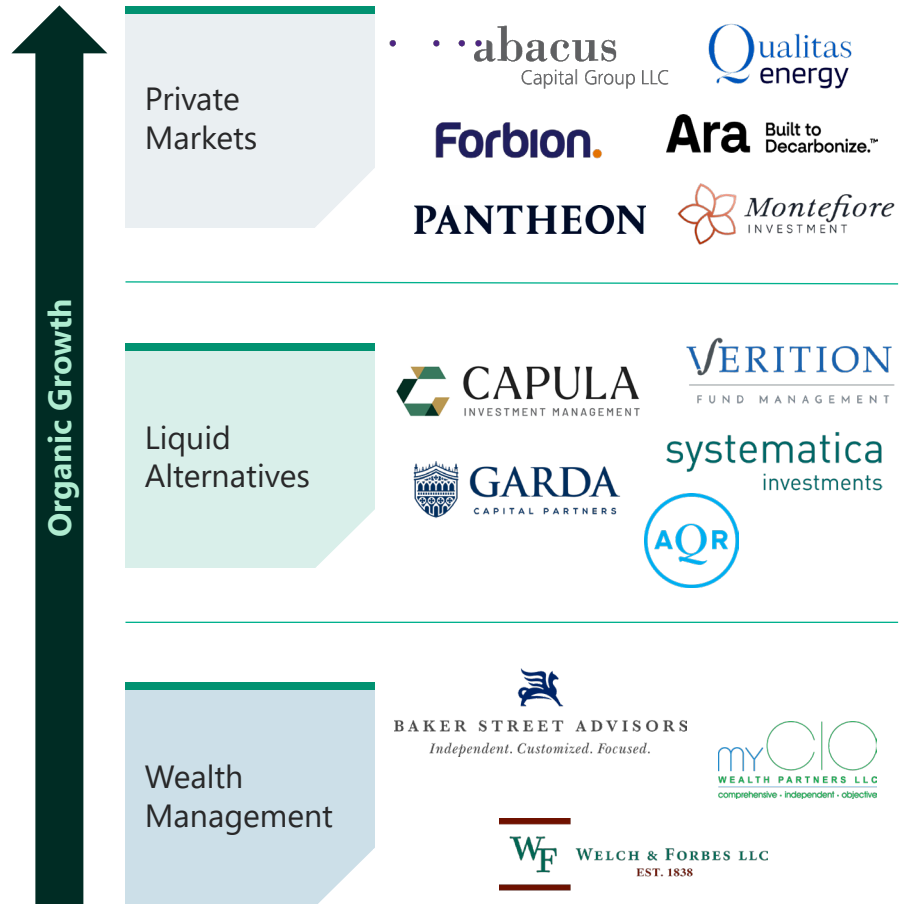 Organic Growth
Private
Markets
abacus
Capital Group LLC
Qualitas
energy
Forbion.
Ara
Built to
Decarbonize.™
PANTHEON
Montefiore
INVESTMENT
Liquid
Alternatives
CAPULA
INVESTMENT MANAGEMENT
VERITION
FUND MANAGEMENT
GARDA
CAPITAL PARTNERS
systematica
investments
AQR
Wealth
Management
BAKER STREET ADVISORS
Independent. Customized. Focused.
myCIO
WEALTH PARTNERS LLC
comprehensive - independent - objective
WF
WELCH & FORBES LLC
EST. 1838